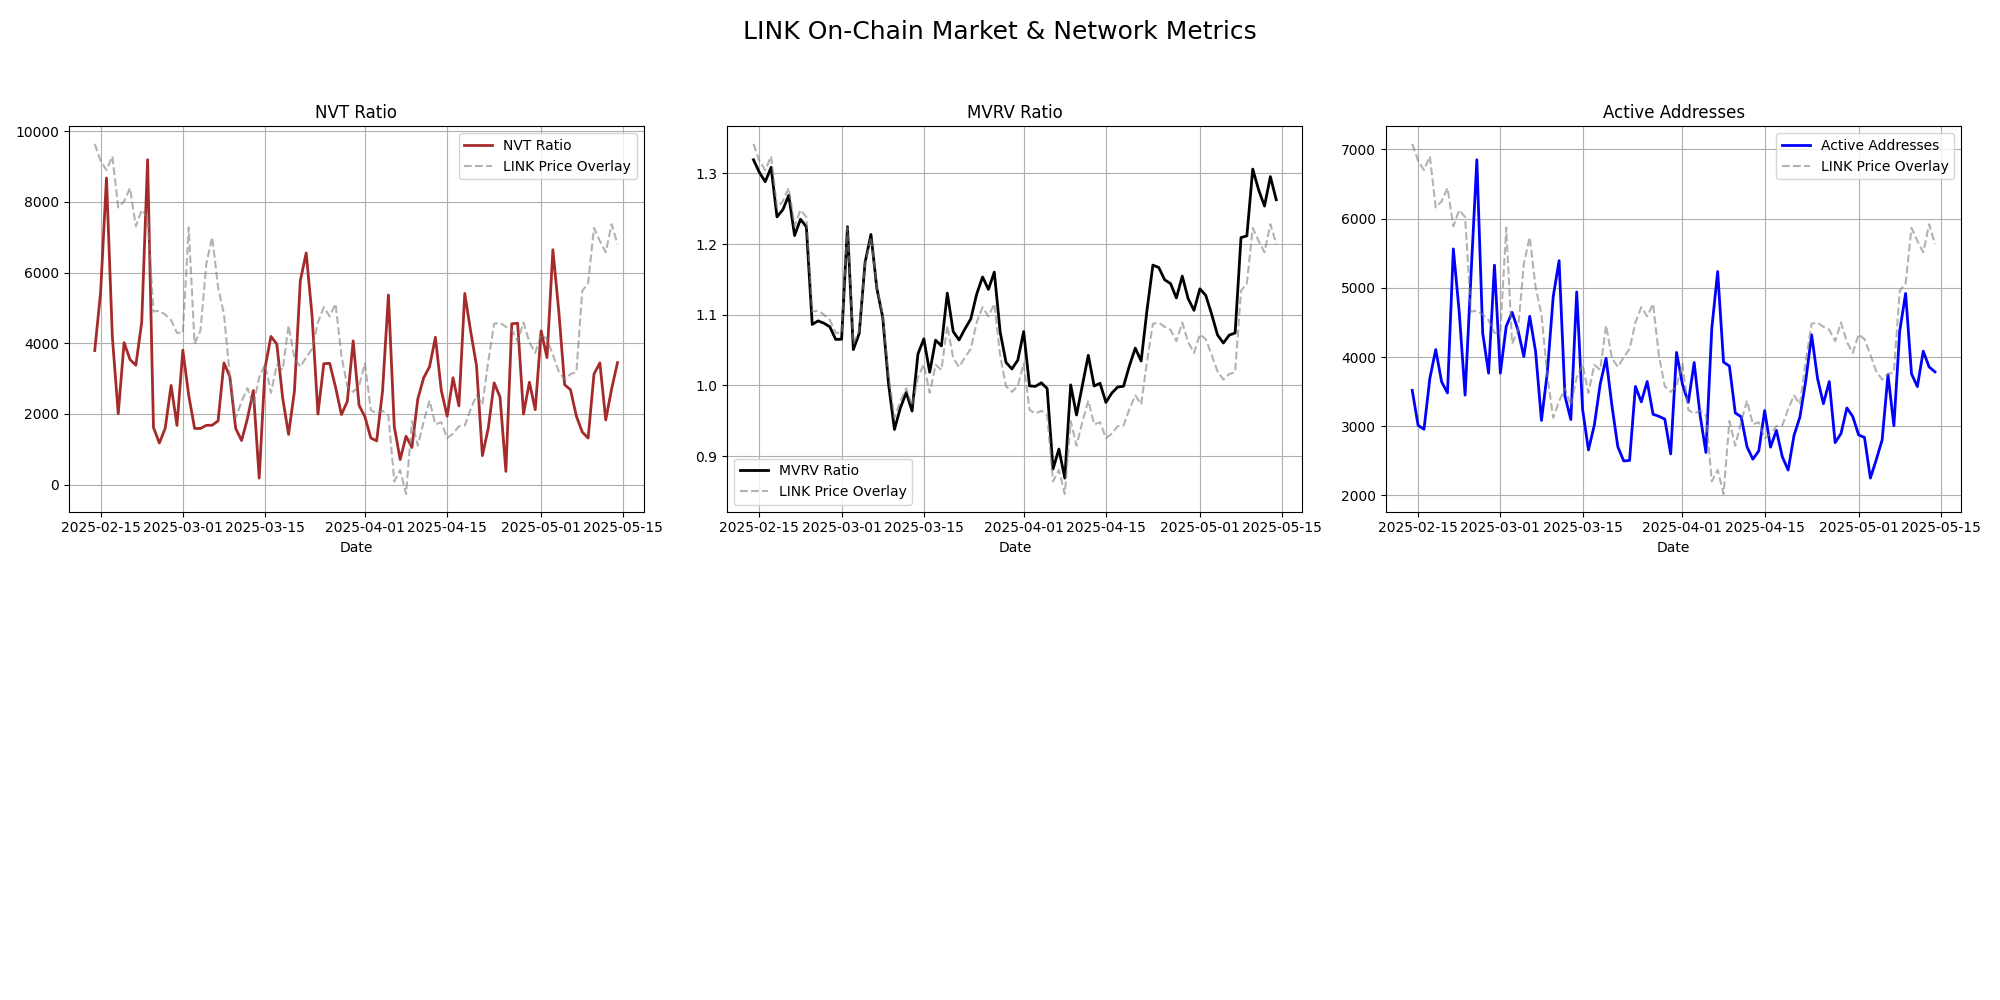 LINK On-Chain Market & Network Metrics
NVT Ratio
10000
8000
6000
4000
2000
0
NVT Ratio
LINK Price Overlay
2025-02-15 2025-03-01 2025-03-15 2025-04-01 2025-04-15 2025-05-01 2025-05-15
Date
MVRV Ratio
1.3
1.2
1.1
1.0
0.9
MVRV Ratio
LINK Price Overlay
2025-02-15 2025-03-01 2025-03-15 2025-04-01 2025-04-15 2025-05-01 2025-05-15
Date
Active Addresses
7000
6000
5000
4000
3000
2000
Active Addresses
LINK Price Overlay
2025-02-15 2025-03-01 2025-03-15 2025-04-01 2025-04-15 2025-05-01 2025-05-15
Date